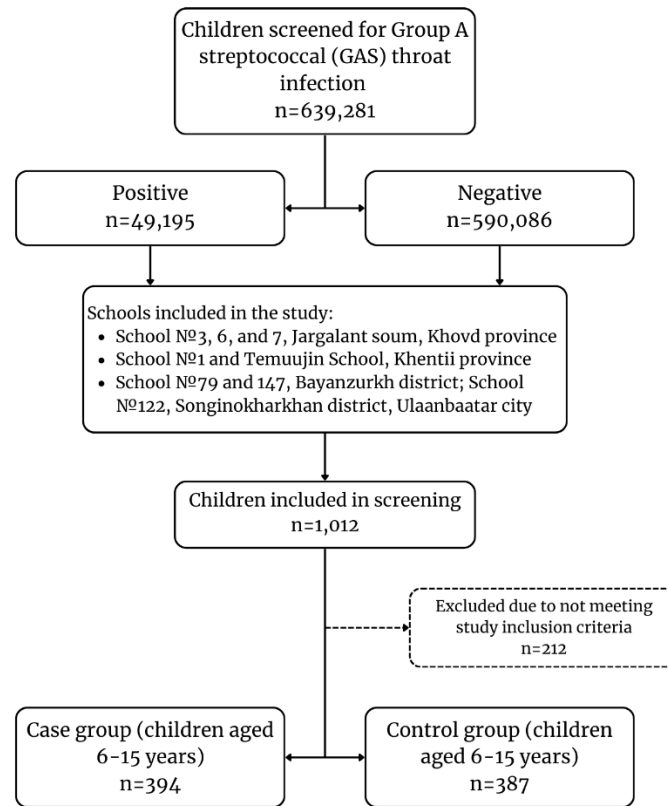 Children screened for Group A
streptococcal (GAS) throat
infection
n=639,281
Positive
n=49,195
Negative
n=590,086
Schools included in the study:
• School №3, 6, and 7, Jargalant soum, Khovd province
• School №1 and Temuujin School, Khentii province
• School №79 and 147, Bayanzurkh district; School
№122, Songinokharkhan district, Ulaanbaatar city
Children included in screening
n=1,012
Excluded due to not meeting
study inclusion criteria
n=212
Case group (children aged
6-15 years)
n=394
Control group (children
aged 6-15 years)
n=387